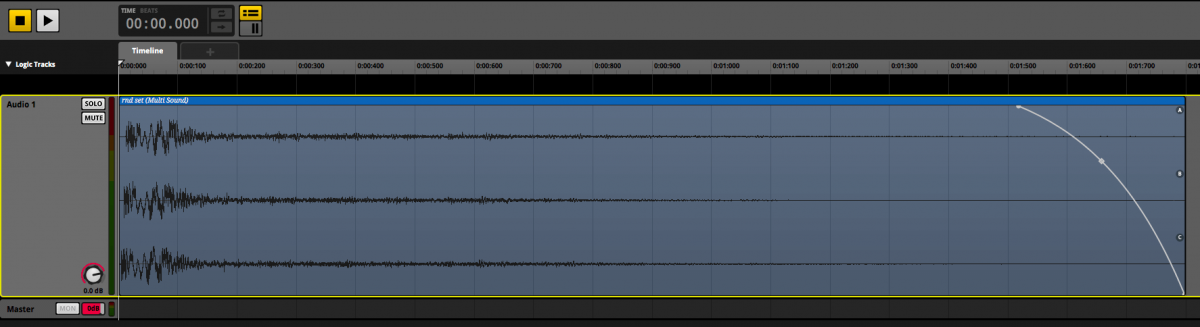 TIME BEATS
00:00.000
Timeline
+
Logic Tracks
0:00:000 0:00:100 0:00:200 0:00:300 0:00:400 0:00:500 0:00:600 0:00:700 0:00:800 0:00:900 0:01:000 0:01:100 0:01:200 0:01:300 0:01:400 0:01:500 0:01:600 0:01:700 0:01
Audio 1
SOLO
MUTE
rnd set (Multi Sound)
A
B
C
0.0 dB
Master
MON
0dB